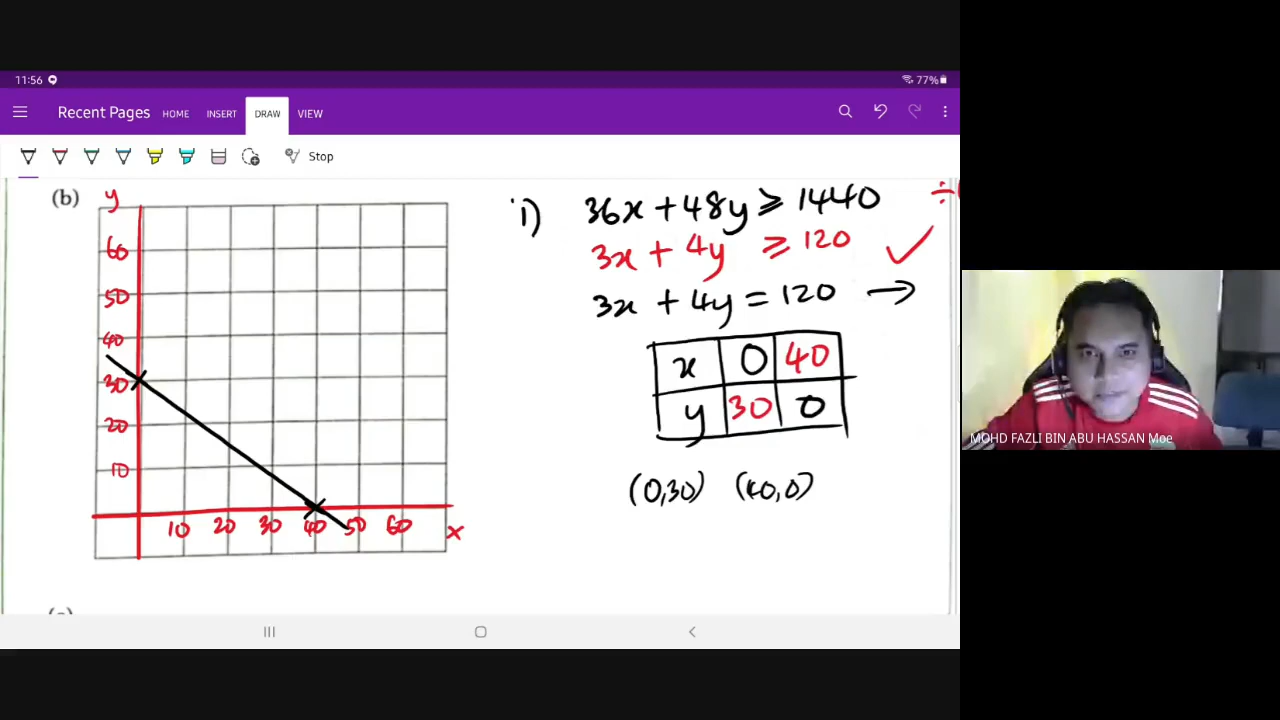 11:56 77%
Recent Pages HOME INSERT DRAW VIEW
Stop
(b) y
60
50
40
30
20
10
10 20 30 40 50 60 x
i) 36x + 48y ≥ 1440 ÷
3x + 4y ≥ 120 ✓
3x + 4y = 120 →
x 0 40
y 30 0
(0,30) (40,0)
MOHD FAZLI BIN ABU HASSAN Moe